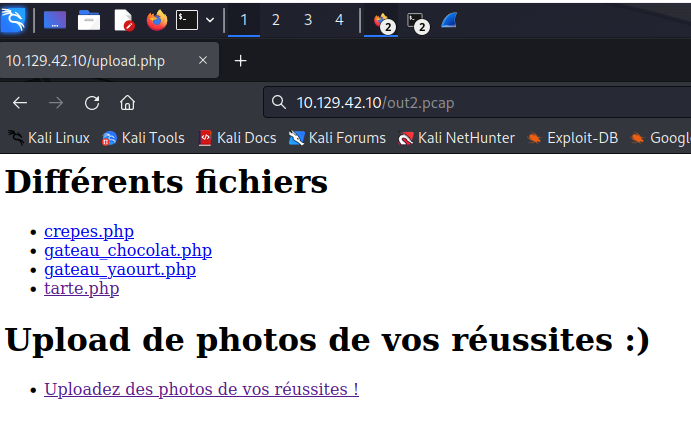 1 2 3 4 2 2
10.129.42.10/upload.php
10.129.42.10/out2.pcap
Kali Linux Kali Tools Kali Docs Kali Forums Kali NetHunter Exploit-DB Googl
Différents fichiers
crepes.php
gateau_chocolat.php
gateau_yaourt.php
tarte.php
Upload de photos de vos réussites :)
Uploadez des photos de vos réussites !